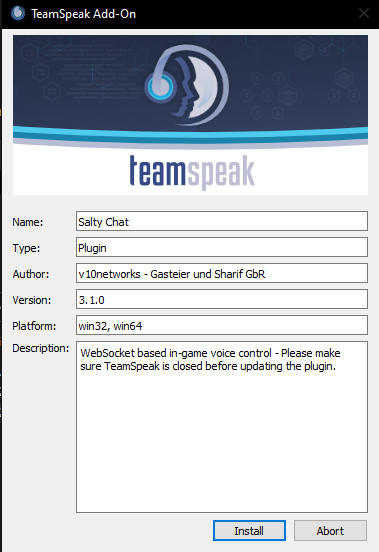 TeamSpeak Add-On
teamspeak
Name: Salty Chat
Type: Plugin
Author: v10networks - Gasteier und Sharif GbR
Version: 3.1.0
Platform: win32, win64
Description: WebSocket based in-game voice control - Please make
sure TeamSpeak is closed before updating the plugin.
Install Abort